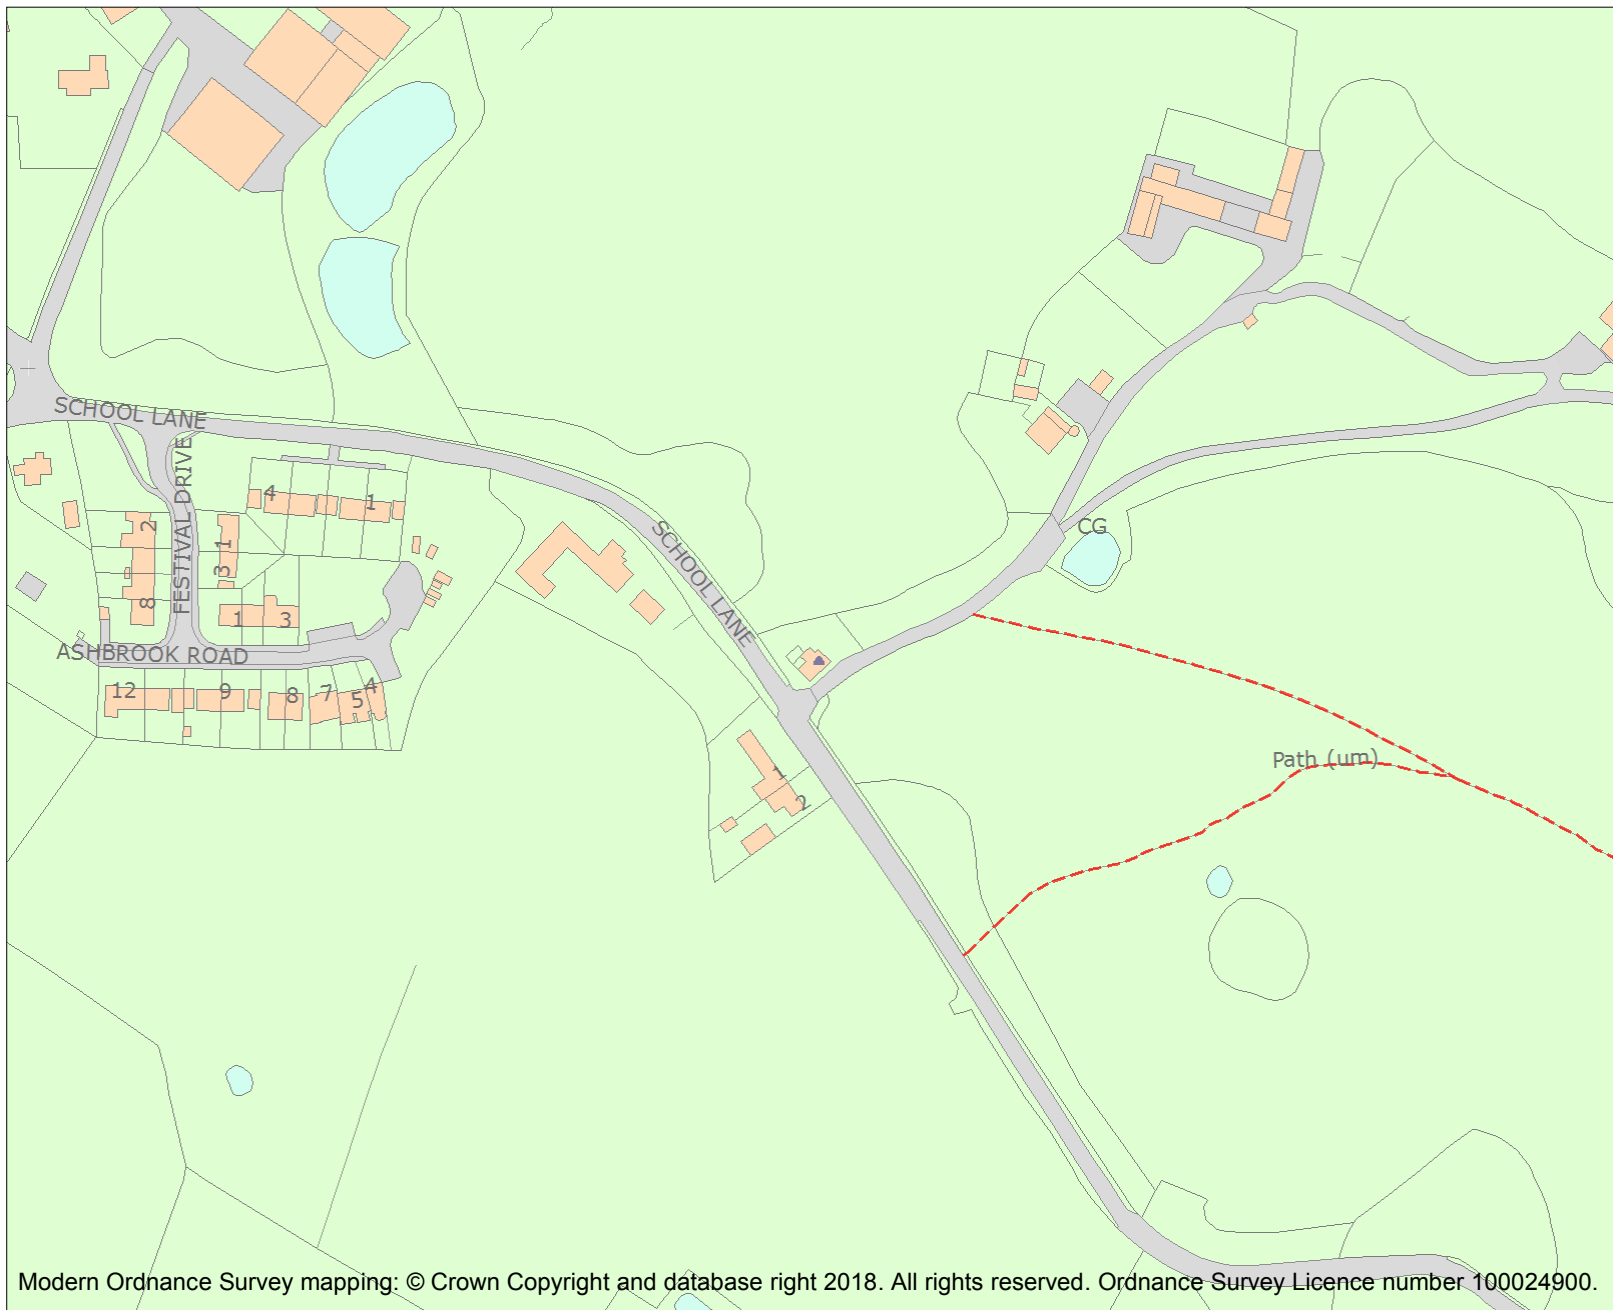 SCHOOL LANE
FESTIVAL DRIVE
4
1
2
8
1
3
1
3
CG
SCHOOL LANE
ASHBROOK ROAD
12
9
8
7
5
4
1
2
Path (um)
Modern Ordnance Survey mapping: © Crown Copyright and database right 2018. All rights reserved. Ordnance Survey Licence number 100024900.